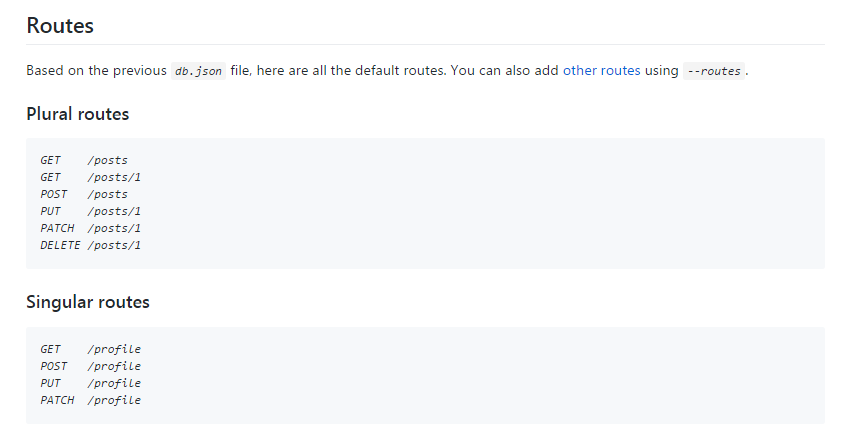 Routes
Based on the previous db.json file, here are all the default routes. You can also add other routes using --routes.
Plural routes
GET    /posts
GET    /posts/1
POST   /posts
PUT    /posts/1
PATCH  /posts/1
DELETE /posts/1
Singular routes
GET    /profile
POST   /profile
PUT    /profile
PATCH  /profile